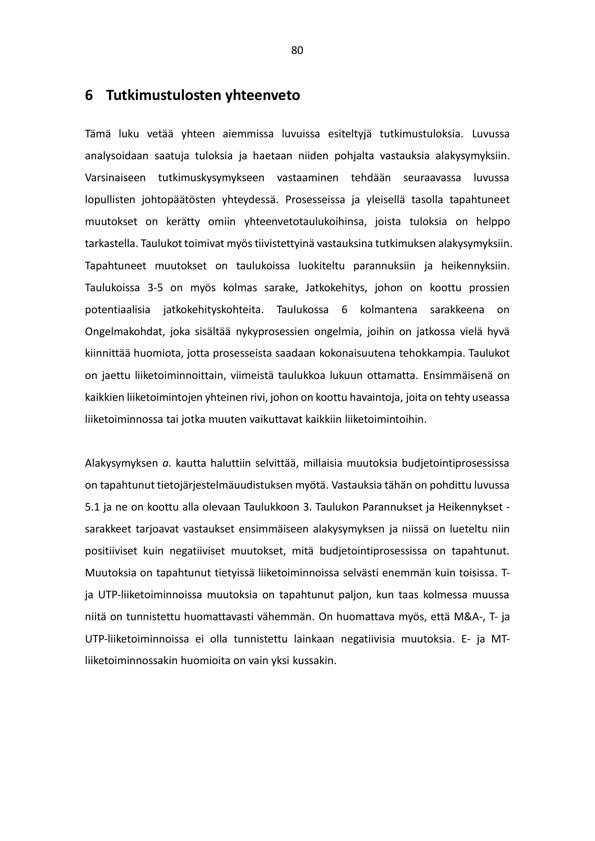 80
6 Tutkimustulosten yhteenveto
Tämä luku vetää yhteen aiemmissa luvuissa esiteltyjä tutkimustuloksia. Luvussa
analysoidaan saatuja tuloksia ja haetaan niiden pohjalta vastauksia alakysymyksiin.
Varsinaiseen tutkimuskysymykseen vastaaminen tehdään seuraavassa luvussa
lopullisten johtopäätösten yhteydessä. Prosesseissa ja yleisellä tasolla tapahtuneet
muutokset on kerätty omiin yhteenvetotaulukoihinsa, joista tuloksia on helppo
tarkastella. Taulukot toimivat myös tiivistettyinä vastauksina tutkimuksen alakysymyksiin.
Tapahtuneet muutokset on taulukoissa luokiteltu parannuksiin ja heikennyksiin.
Taulukoissa 3-5 on myös kolmas sarake, Jatkokehitys, johon on koottu prossien
potentiaalisia jatkokehityskohteita. Taulukossa 6 kolmantena sarakkeena on
Ongelmakohdat, joka sisältää nykyprosessien ongelmia, joihin on jatkossa vielä hyvä
kiinnittää huomiota, jotta prosesseista saadaan kokonaisuutena tehokkampia. Taulukot
on jaettu liiketoiminnoittain, viimeistä taulukkoa lukuun ottamatta. Ensimmäisenä on
kaikkien liiketoimintojen yhteinen rivi, johon on koottu havaintoja, joita on tehty useassa
liiketoiminnossa tai jotka muuten vaikuttavat kaikkiin liiketoimintoihin.
Alakysymyksen a. kautta haluttiin selvittää, millaisia muutoksia budjetointiprosessissa
on tapahtunut tietojärjestelmäuudistuksen myötä. Vastauksia tähän on pohdittu luvussa
5.1 ja ne on koottu alla olevaan Taulukkoon 3. Taulukon Parannukset ja Heikennykset -
sarakkeet tarjoavat vastaukset ensimmäiseen alakysymyksen ja niissä on lueteltu niin
positiiviset kuin negatiiviset muutokset, mitä budjetointiprosessissa on tapahtunut.
Muutoksia on tapahtunut tietyissä liiketoiminnoissa selvästi enemmän kuin toisissa. T-
ja UTP-liiketoiminnoissa muutoksia on tapahtunut paljon, kun taas kolmessa muussa
niitä on tunnistettu huomattavasti vähemmän. On huomattava myös, että M&A-, T- ja
UTP-liiketoiminnoissa ei olla tunnistettu lainkaan negatiivisia muutoksia. E- ja MT-
liiketoiminnossakin huomioita on vain yksi kussakin.